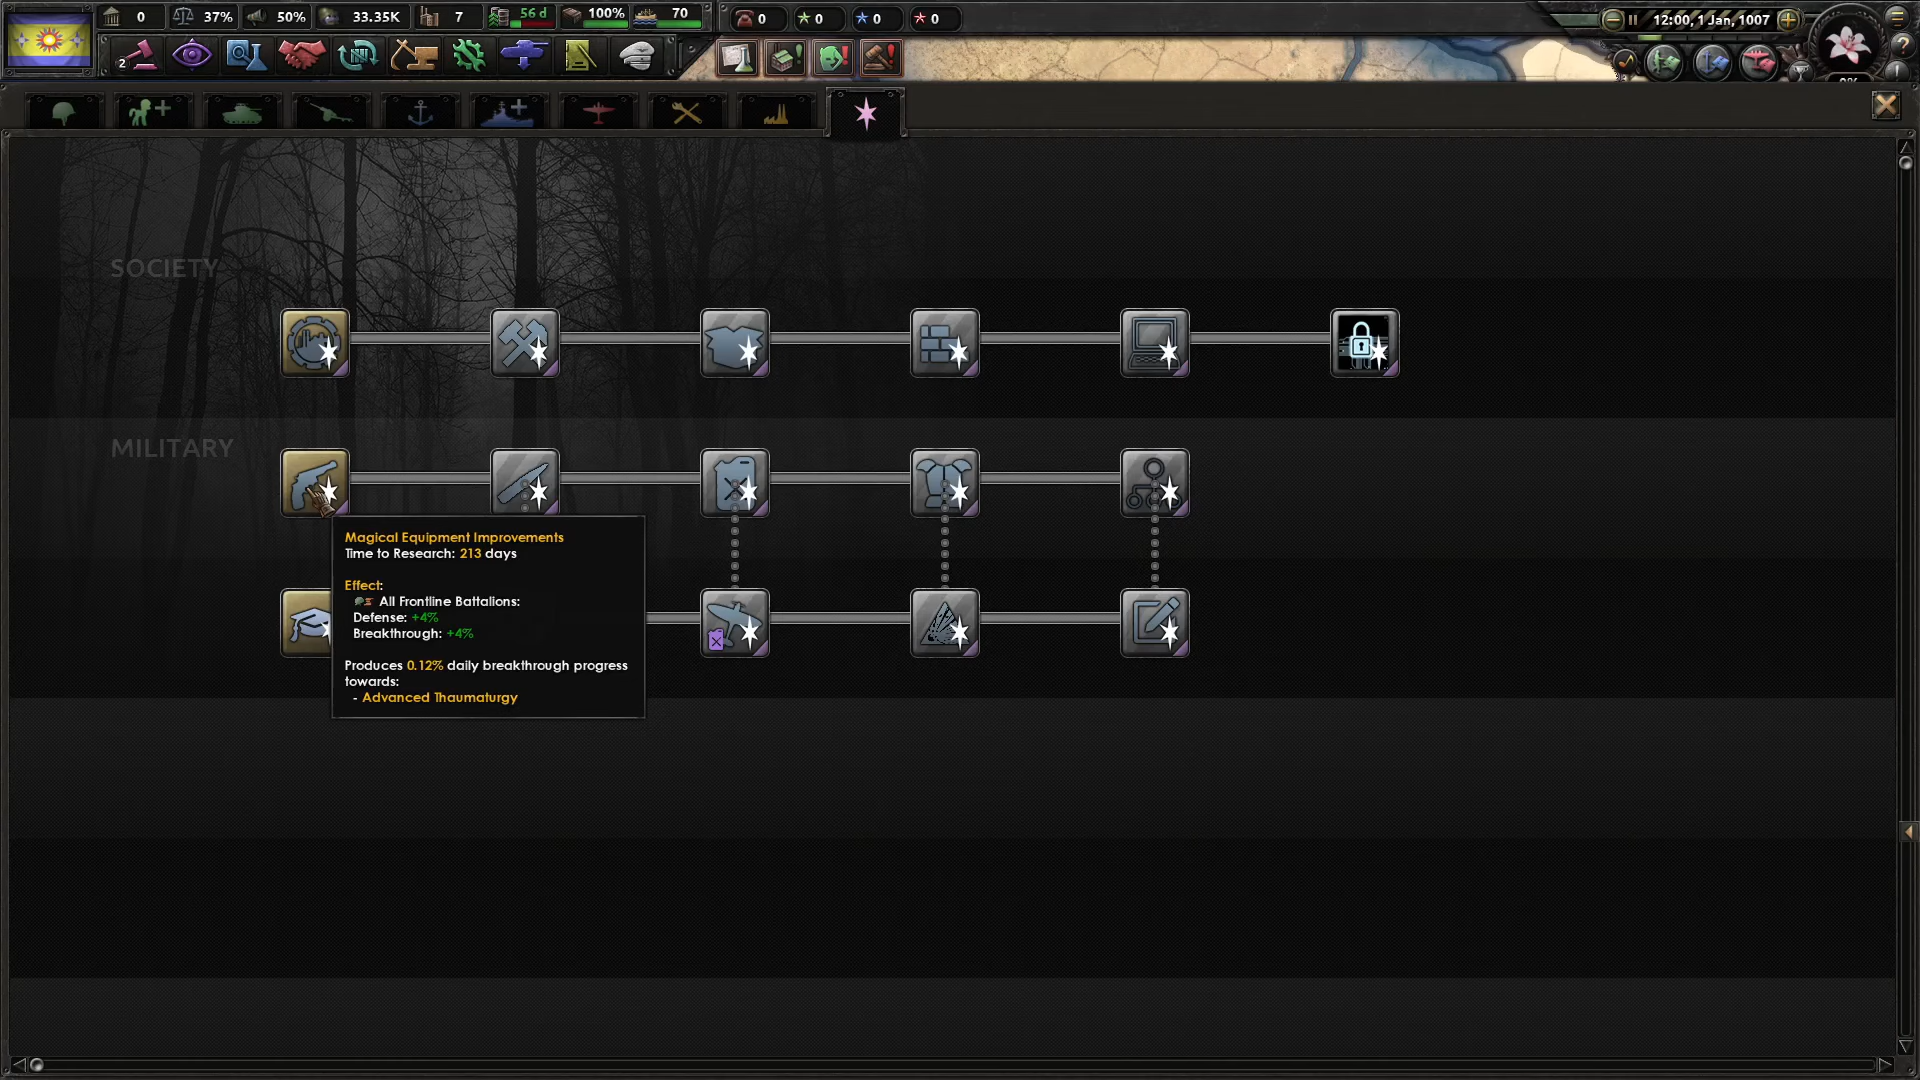 0
37%
50%
33.35K
7
56 d
100%
70
0
0
0
0
12:00, 1 Jan, 1007
2
0%
SOCIETY
MILITARY
Magical Equipment Improvements
Time to Research: 213 days
Effect:
All Frontline Battalions:
Defense: +4%
Breakthrough: +4%
Produces 0.12% daily breakthrough progress
towards:
- Advanced Thaumaturgy